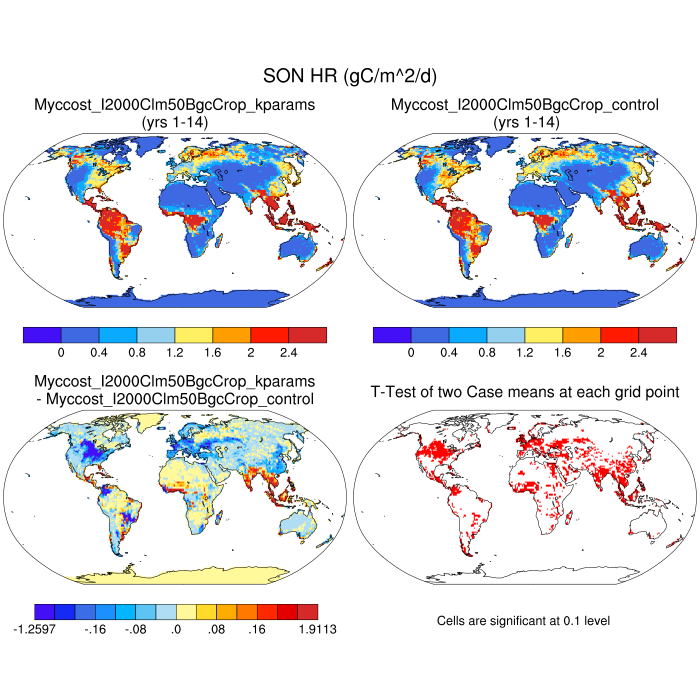 SON HR (gC/m^2/d)
Myccost_I2000Clm50BgcCrop_kparams
(yrs 1-14)
Myccost_I2000Clm50BgcCrop_control
(yrs 1-14)
0 0.4 0.8 1.2 1.6 2 2.4
0 0.4 0.8 1.2 1.6 2 2.4
Myccost_I2000Clm50BgcCrop_kparams
- Myccost_I2000Clm50BgcCrop_control
T-Test of two Case means at each grid point
-1.2597 -.16 -.08 .0 .08 .16 1.9113
Cells are significant at 0.1 level